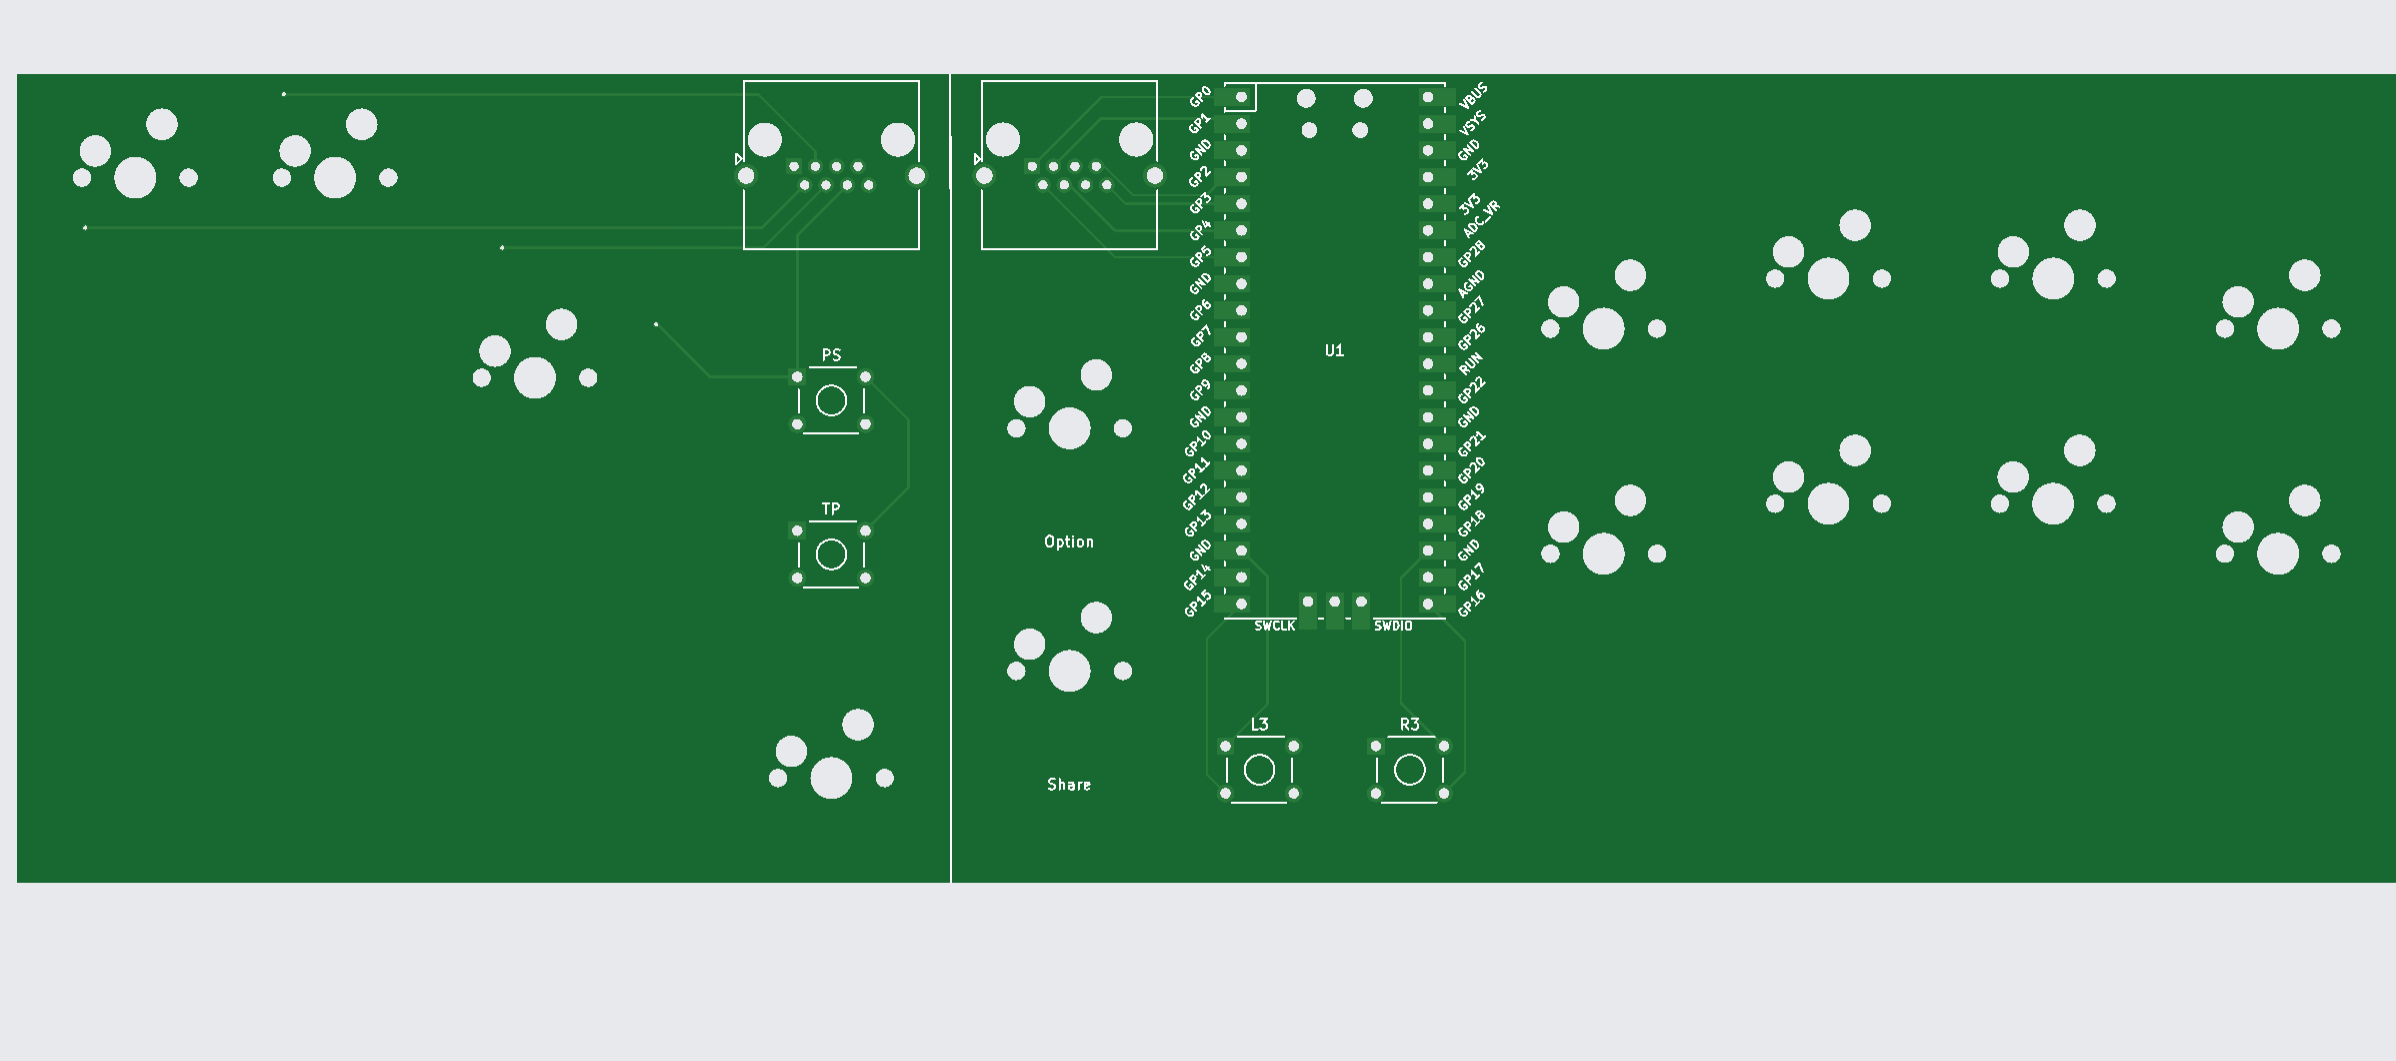 GP0
GP1
GND
GP2
GP3
GP4
GP5
GND
GP6
GP7
GP8
GP9
GND
GP10
GP11
GP12
GP13
GND
GP14
GP15
U1
VBUS
VSYS
GND
3V3
3V3
ADC_VR
GP28
AGND
GP27
GP26
RUN
GP22
GND
GP21
GP20
GP19
GP18
GND
GP17
GP16
SWCLK
SWDIO
PS
TP
Option
Share
L3
R3